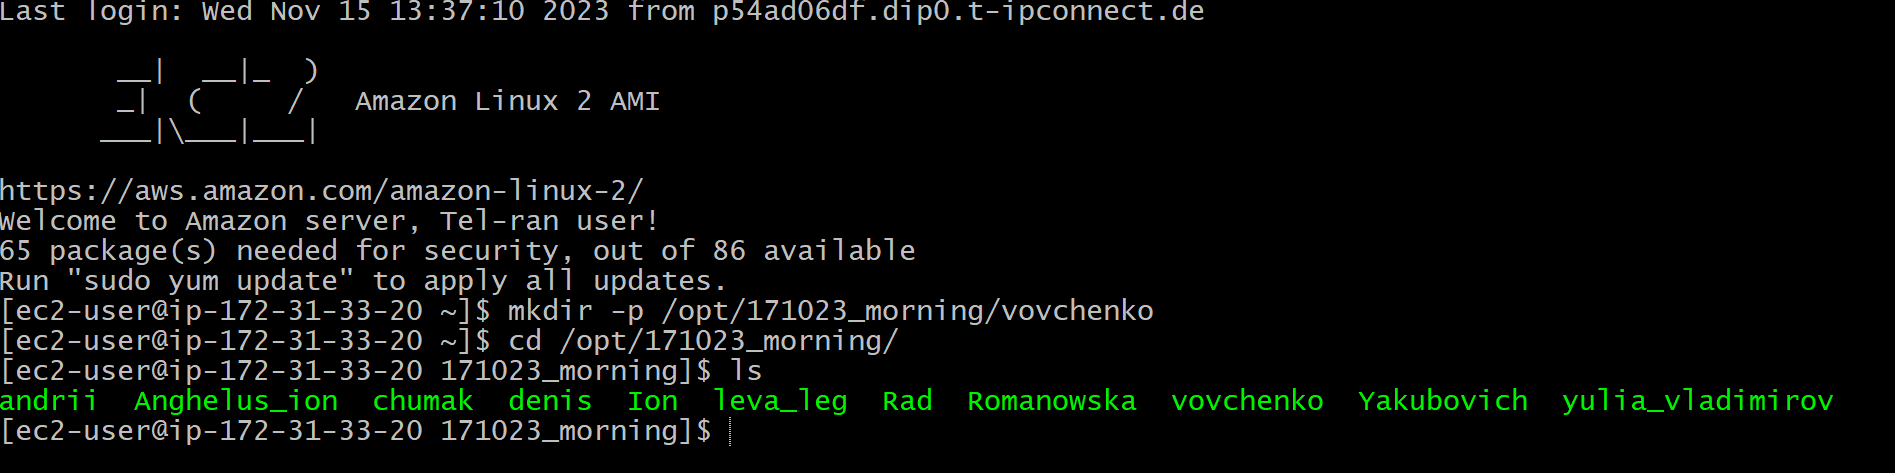 Last login: Wed Nov 15 13:37:10 2023 from p54ad06df.dip0.t-ipconnect.de
       __|  __|_  )
       _|  (     /   Amazon Linux 2 AMI
      ___|\___|___|
https://aws.amazon.com/amazon-linux-2/
Welcome to Amazon server, Tel-ran user!
65 package(s) needed for security, out of 86 available
Run "sudo yum update" to apply all updates.
[ec2-user@ip-172-31-33-20 ~]$ mkdir -p /opt/171023_morning/vovchenko
[ec2-user@ip-172-31-33-20 ~]$ cd /opt/171023_morning/
[ec2-user@ip-172-31-33-20 171023_morning]$ ls
andrii  Anghelus_ion  chumak  denis  Ion  leva_leg  Rad  Romanowska  vovchenko  Yakubovich  yulia_vladimirov
[ec2-user@ip-172-31-33-20 171023_morning]$